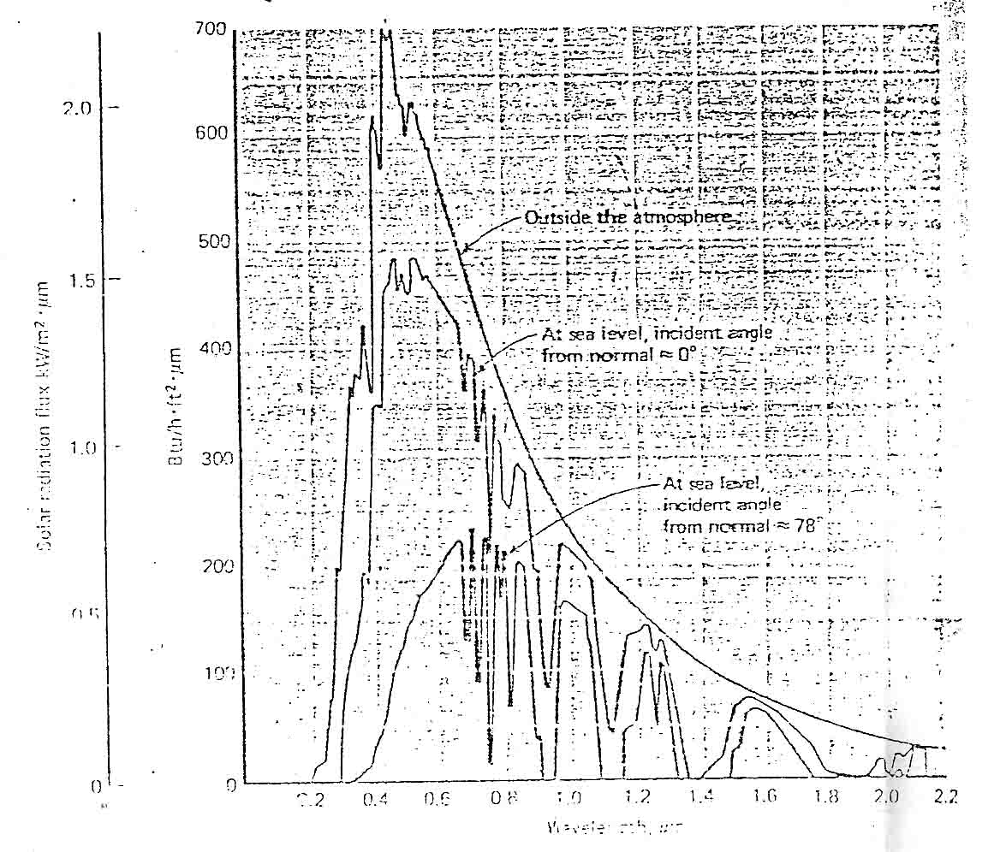 Solar radiation flux kW/m² · μm
2.0
1.5
1.0
0.5
0
Btu/h · ft² · μm
700
600
500
400
300
200
100
0
Outside the atmosphere
At sea level, incident angle
from normal ≈ 0°
At sea level,
incident angle
from normal ≈ 78°
0.2 0.4 0.6 0.8 1.0 1.2 1.4 1.6 1.8 2.0 2.2
Wavelength, μm